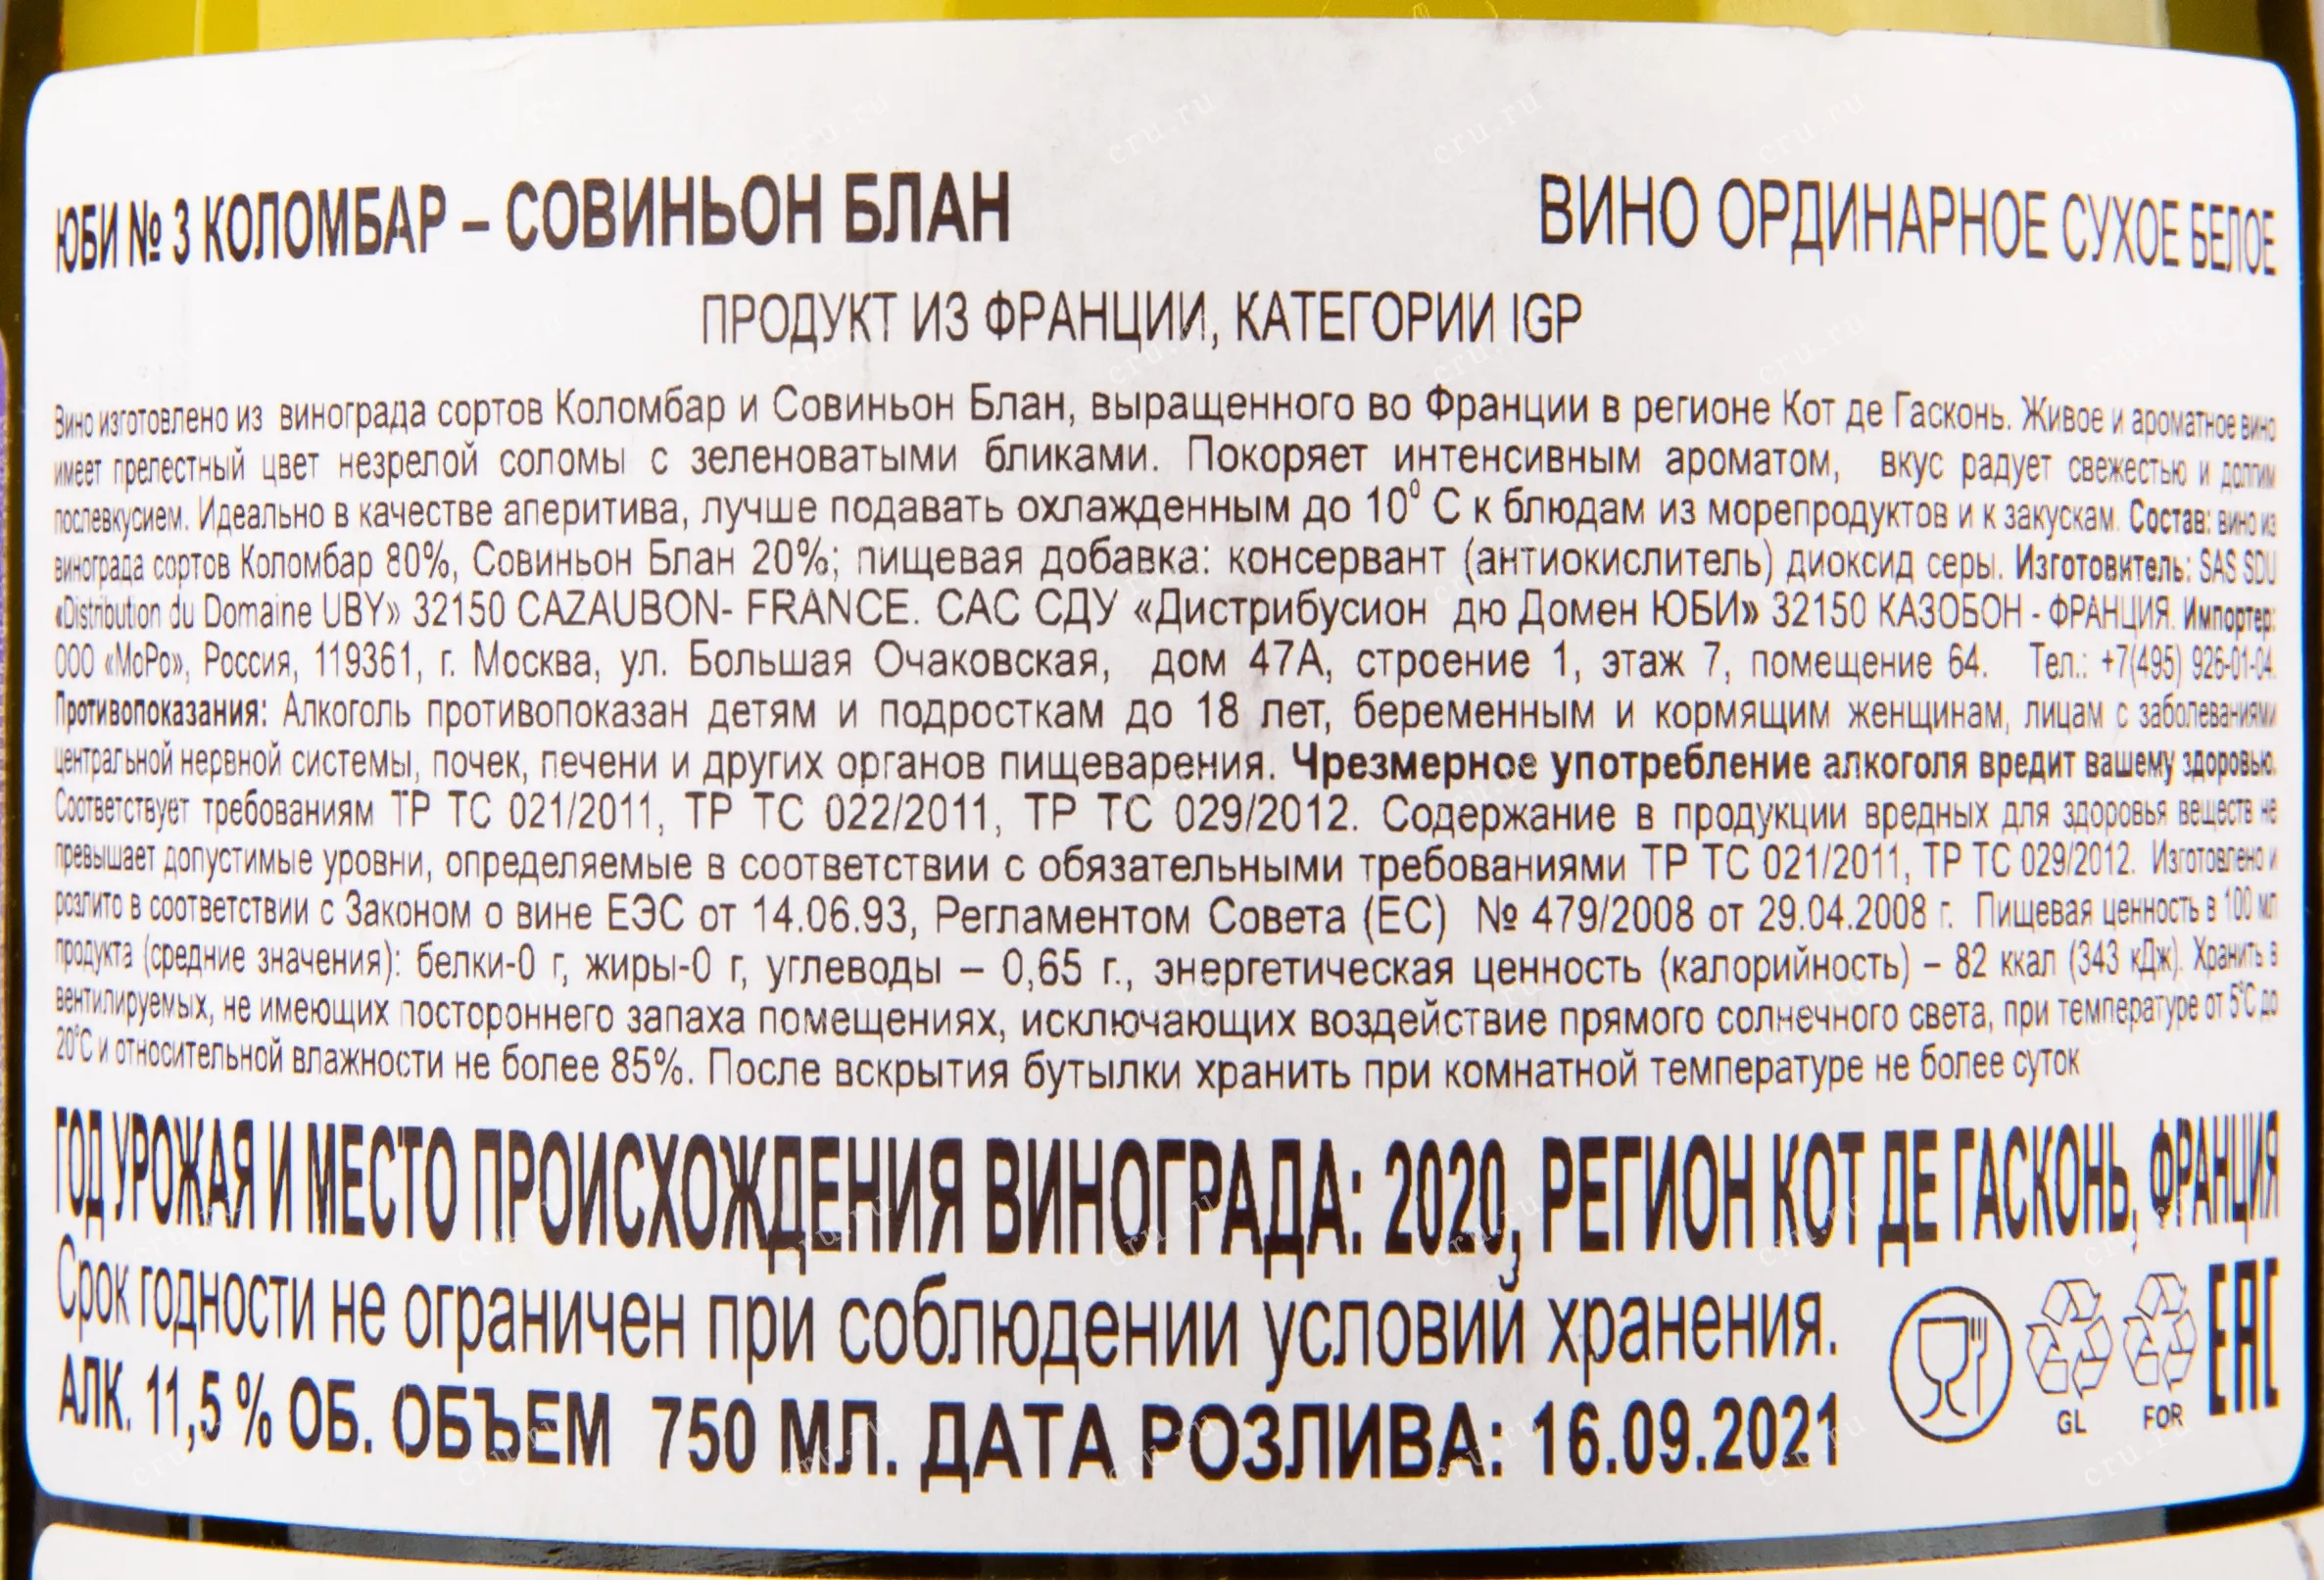 ЮБИ № 3 КОЛОМБАР – СОВИНЬОН БЛАН
ВИНО ОРДИНАРНОЕ СУХОЕ БЕЛОЕ
ПРОДУКТ ИЗ ФРАНЦИИ, КАТЕГОРИИ IGP
Вино изготовлено из винограда сортов Коломбар и Совиньон Блан, выращенного во Франции в регионе Кот де Гасконь. Живое и ароматное вино
имеет прелестный цвет незрелой соломы с зеленоватыми бликами. Покоряет интенсивным ароматом, вкус радует свежестью и долгим
послевкусием. Идеально в качестве аперитива, лучше подавать охлажденным до 10⁰ С к блюдам из морепродуктов и к закускам. Состав: вино из
винограда сортов Коломбар 80%, Совиньон Блан 20%; пищевая добавка: консервант (антиокислитель) диоксид серы. Изготовитель: SAS SDU
«Distribution du Domaine UBY» 32150 CAZAUBON- FRANCE. САС СДУ «Дистрибусион дю Домен ЮБИ» 32150 КАЗОБОН - ФРАНЦИЯ. Импортер:
ООО «МоРо», Россия, 119361, г. Москва, ул. Большая Очаковская, дом 47А, строение 1, этаж 7, помещение 64. Тел.: +7(495) 926-01-04.
Противопоказания: Алкоголь противопоказан детям и подросткам до 18 лет, беременным и кормящим женщинам, лицам с заболеваниями
центральной нервной системы, почек, печени и других органов пищеварения. Чрезмерное употребление алкоголя вредит вашему здоровью.
Соответствует требованиям ТР ТС 021/2011, ТР ТС 022/2011, ТР ТС 029/2012. Содержание в продукции вредных для здоровья веществ не
превышает допустимые уровни, определяемые в соответствии с обязательными требованиями ТР ТС 021/2011, ТР ТС 029/2012. Изготовлено и
розлито в соответствии с Законом о вине ЕЭС от 14.06.93, Регламентом Совета (ЕС) № 479/2008 от 29.04.2008 г. Пищевая ценность в 100 мл
продукта (средние значения): белки-0 г, жиры-0 г, углеводы – 0,65 г., энергетическая ценность (калорийность) – 82 ккал (343 кДж). Хранить в
вентилируемых, не имеющих постороннего запаха помещениях, исключающих воздействие прямого солнечного света, при температуре от 5°С до
20°С и относительной влажности не более 85%. После вскрытия бутылки хранить при комнатной температуре не более суток
ГОД УРОЖАЯ И МЕСТО ПРОИСХОЖДЕНИЯ ВИНОГРАДА: 2020, РЕГИОН КОТ ДЕ ГАСКОНЬ, ФРАНЦИЯ
Срок годности не ограничен при соблюдении условий хранения.
АЛК. 11,5 % ОБ. ОБЪЕМ 750 МЛ. ДАТА РОЗЛИВА: 16.09.2021
GL
FOR
EAC